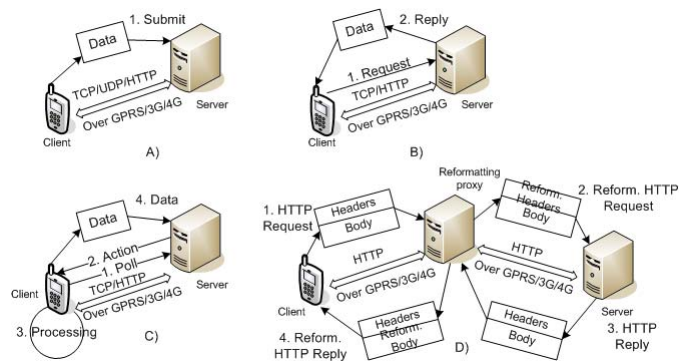 1. Submit
Data
TCP/UDP/HTTP
Over GPRS/3G/4G
Client
Server
A)
2. Reply
Data
1. Request
TCP/HTTP
Over GPRS/3G/4G
Client
Server
B)
4. Data
Data
2. Action
1. Poll
TCP/HTTP
Over GPRS/3G/4G
Client
Server
3. Processing
C)
Reformatting
proxy
1. HTTP
Request
Headers
Body
Reform.
Headers
Body
2. Reform. HTTP
Request
HTTP
Over GPRS/3G/4G
HTTP
Over GPRS/3G/4G
Client
Server
4. Reform.
HTTP Reply
Headers
Reform.
Body
D)
Headers
Body
3. HTTP
Reply